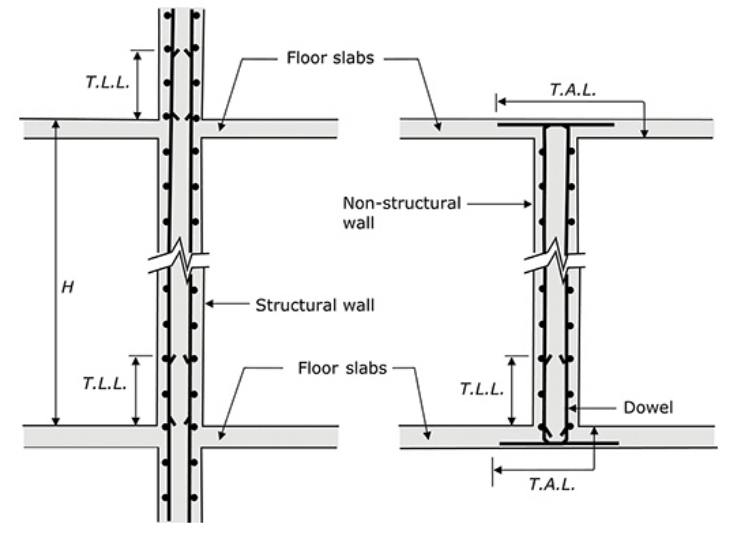 Floor slabs
T.L.L.
T.A.L.
Non-structural
wall
H
Structural wall
Floor slabs
T.L.L.
T.L.L.
Dowel
T.A.L.